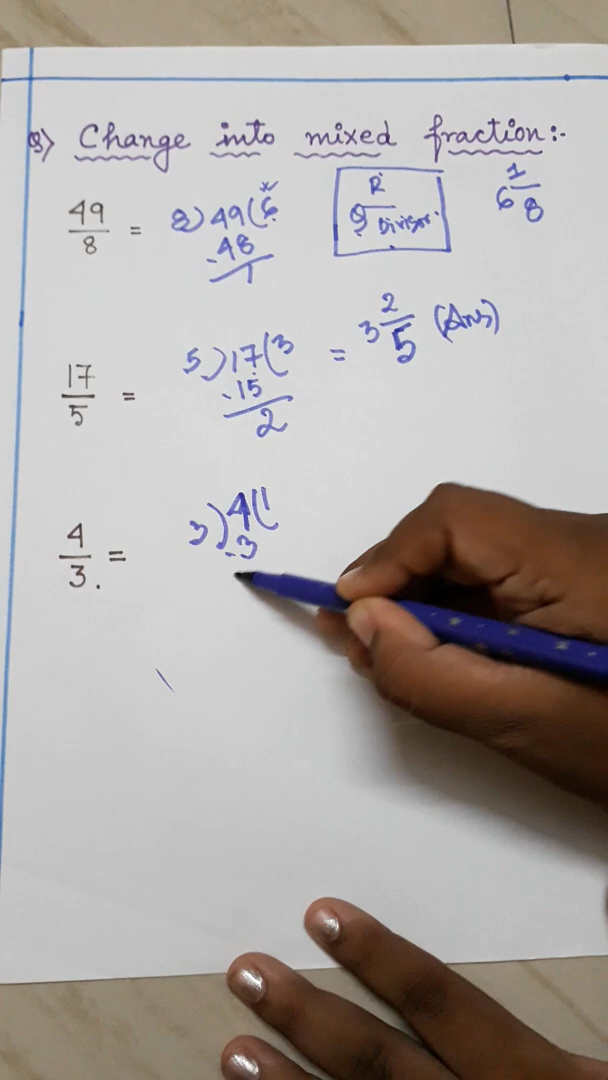 Q) Change into mixed fraction:-
49/8 = 8)49(6
-48
1
R
Q Divisor
6 1/8
17/5 = 5)17(3 = 3 2/5 (Ans)
-15
2
4/3. = 3)4(1
-3